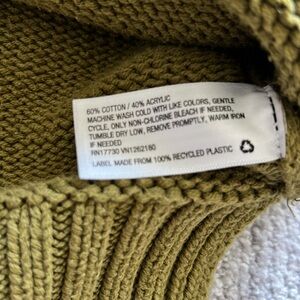 60% COTTON / 40% ACRYLIC
MACHINE WASH COLD WITH LIKE COLORS, GENTLE
CYCLE, ONLY NON-CHLORINE BLEACH IF NEEDED,
TUMBLE DRY LOW, REMOVE PROMPTLY, WARM IRON
IF NEEDED
RN17730 VN1262180
LABEL MADE FROM 100% RECYCLED PLASTIC